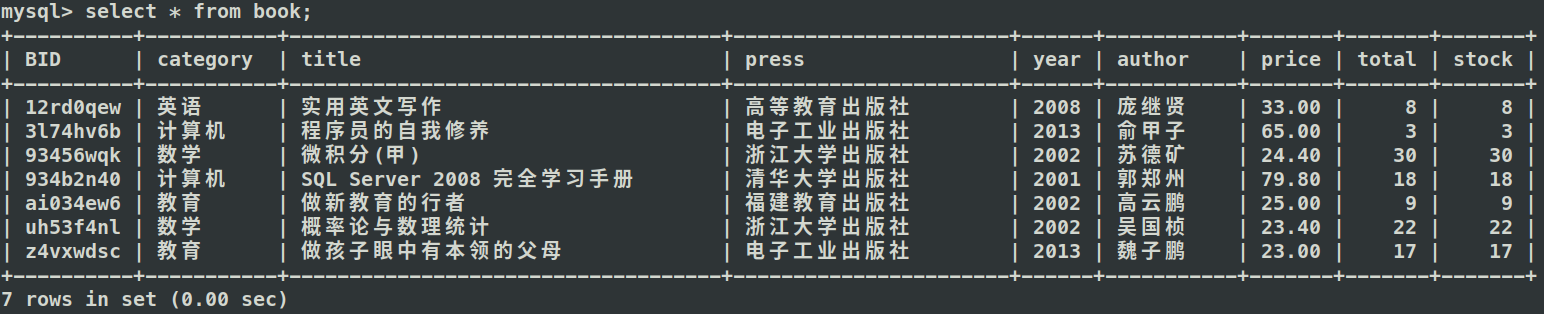 mysql> select * from book;
+----------+-----------+------------------------------------+-----------------------+------+-----------+-------+-------+-------+
| BID      | category  | title                              | press                 | year | author    | price | total | stock |
+----------+-----------+------------------------------------+-----------------------+------+-----------+-------+-------+-------+
| 12rd0qew | 英语      | 实用英文写作                       | 高等教育出版社        | 2008 | 庞继贤    | 33.00 |     8 |     8 |
| 3l74hv6b | 计算机    | 程序员的自我修养                   | 电子工业出版社        | 2013 | 俞甲子    | 65.00 |     3 |     3 |
| 93456wqk | 数学      | 微积分(甲)                         | 浙江大学出版社        | 2002 | 苏德矿    | 24.40 |    30 |    30 |
| 934b2n40 | 计算机    | SQL Server 2008 完全学习手册       | 清华大学出版社        | 2001 | 郭郑州    | 79.80 |    18 |    18 |
| ai034ew6 | 教育      | 做新教育的行者                     | 福建教育出版社        | 2002 | 高云鹏    | 25.00 |     9 |     9 |
| uh53f4nl | 数学      | 概率论与数理统计                   | 浙江大学出版社        | 2002 | 吴国桢    | 23.40 |    22 |    22 |
| z4vxwdsc | 教育      | 做孩子眼中有本领的父母             | 电子工业出版社        | 2013 | 魏子鹏    | 23.00 |    17 |    17 |
+----------+-----------+------------------------------------+-----------------------+------+-----------+-------+-------+-------+
7 rows in set (0.00 sec)